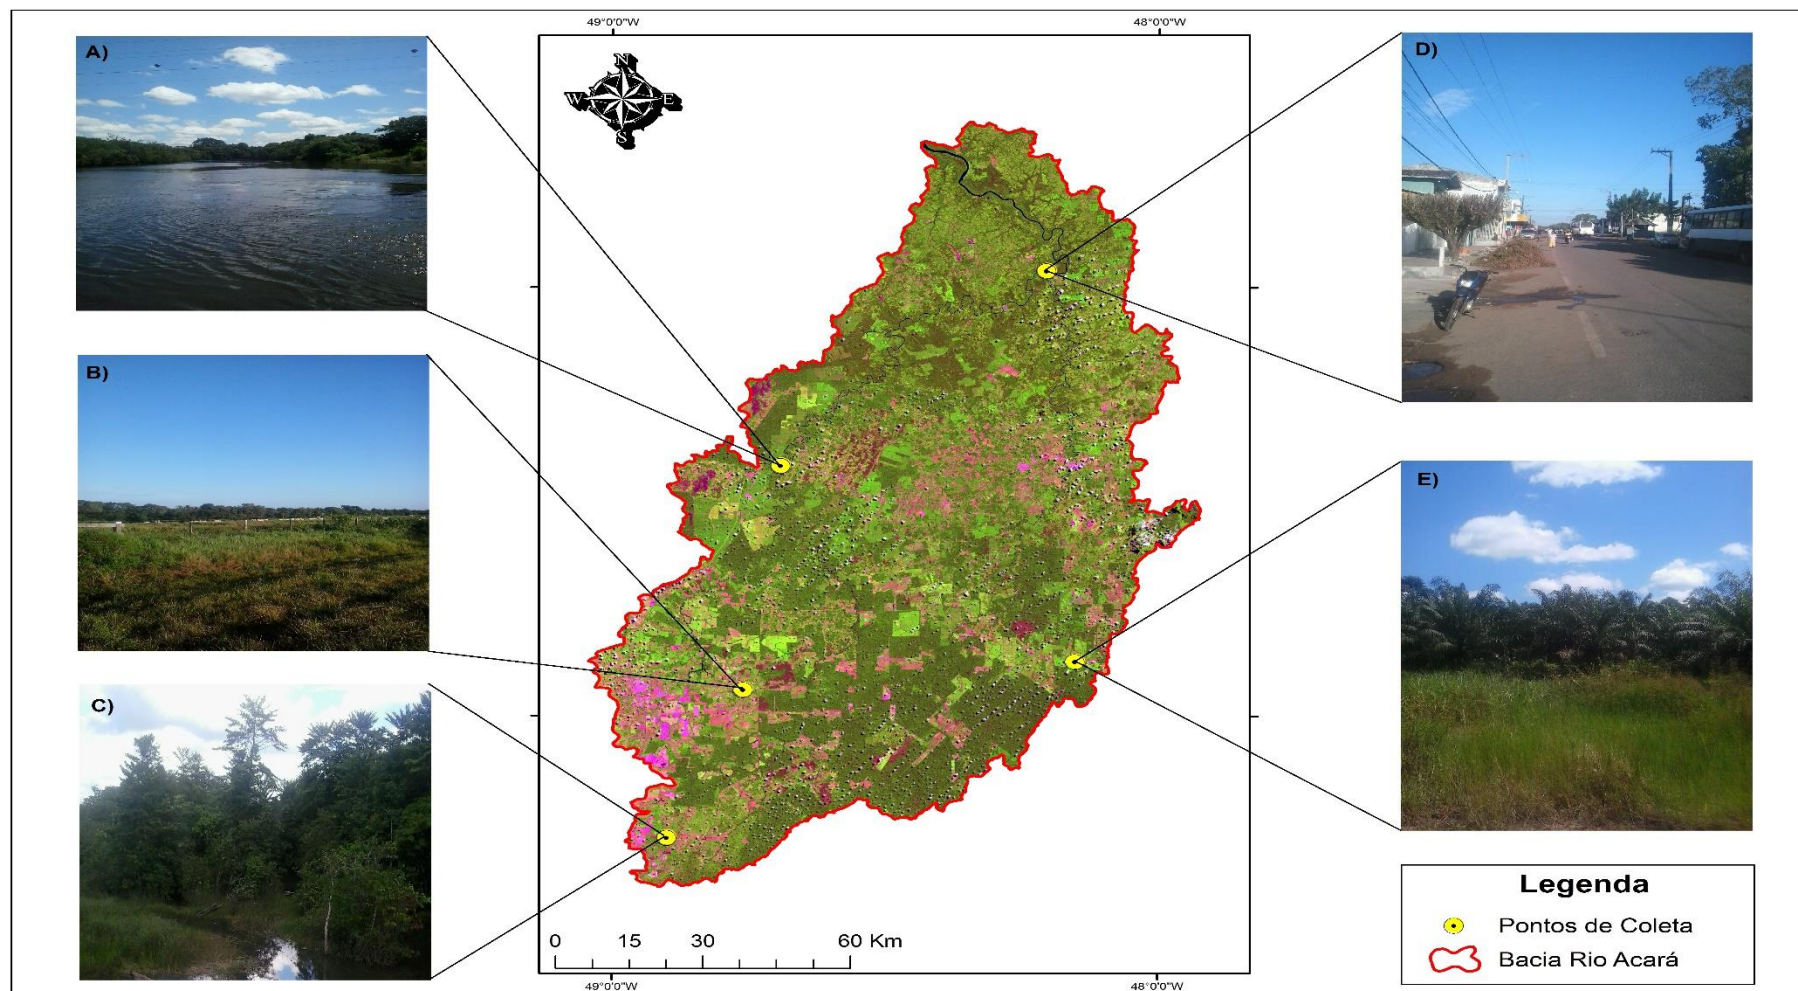 49°0'0"W
48°0'0"W
A)
B)
C)
D)
E)
N
W
E
S
0 15 30 60 Km
49°0'0"W
48°0'0"W
Legenda
Pontos de Coleta
Bacia Rio Acará